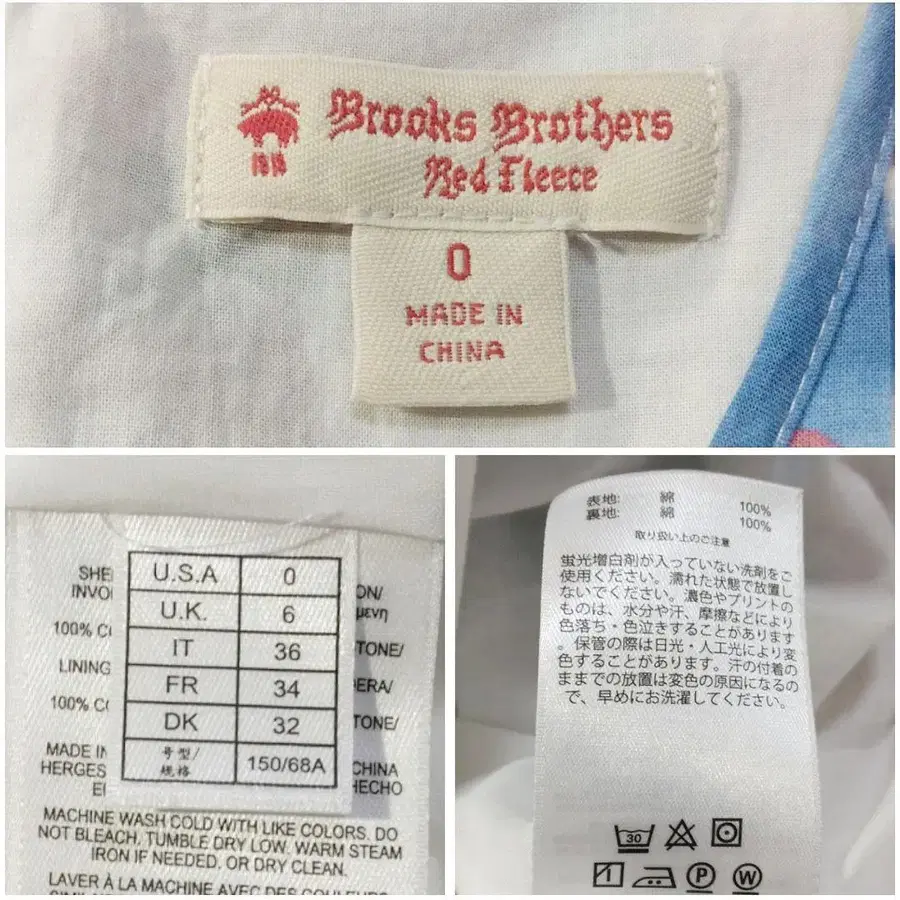 Brooks Brothers
Red Fleece
0
MADE IN
CHINA
U.S.A 0
U.K. 6
IT 36
FR 34
DK 32
号型/
规格 150/68A
SHE
INVO
100% C
LINING
100% C
MADE IN
HERGES
ON/
μενη
TONE/
ERA/
TONE/
CHINA
HECHO
MACHINE WASH COLD WITH LIKE COLORS. DO
NOT BLEACH. TUMBLE DRY LOW. WARM STEAM
IRON IF NEEDED. OR DRY CLEAN.
LAVER À LA MACHINE AVEC DES COULEURS
表地: 綿 100%
裏地: 綿 100%
取り扱い上のご注意
蛍光増白剤が入っていない洗剤をご
使用ください。濡れた状態で放置し
ないでください。濃色やプリントの
ものは、水分や汗、摩擦などにより
色落ち・色泣きすることがあります
。保管の際は日光・人工光により変
色することがあります。汗の付着の
ままでの放置は変色の原因になるの
で、早めにお洗濯してください。
30
P W